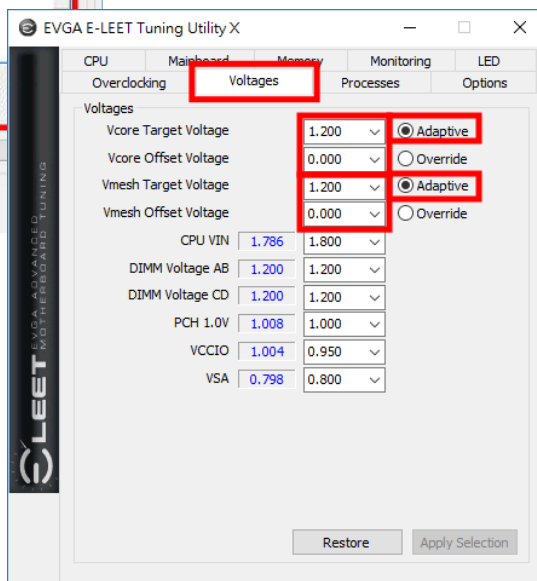 EVGA E-LEET Tuning Utility X
CPU Mainboard Memory Monitoring LED
Overclocking Voltages Processes Options
Voltages
Vcore Target Voltage 1.200 Adaptive
Vcore Offset Voltage 0.000 Override
Vmesh Target Voltage 1.200 Adaptive
Vmesh Offset Voltage 0.000 Override
CPU VIN 1.786 1.800
DIMM Voltage AB 1.200 1.200
DIMM Voltage CD 1.200 1.200
PCH 1.0V 1.008 1.000
VCCIO 1.004 0.950
VSA 0.798 0.800
Restore Apply Selection
E-LEET EVGA ADVANCED
MOTHERBOARD TUNING